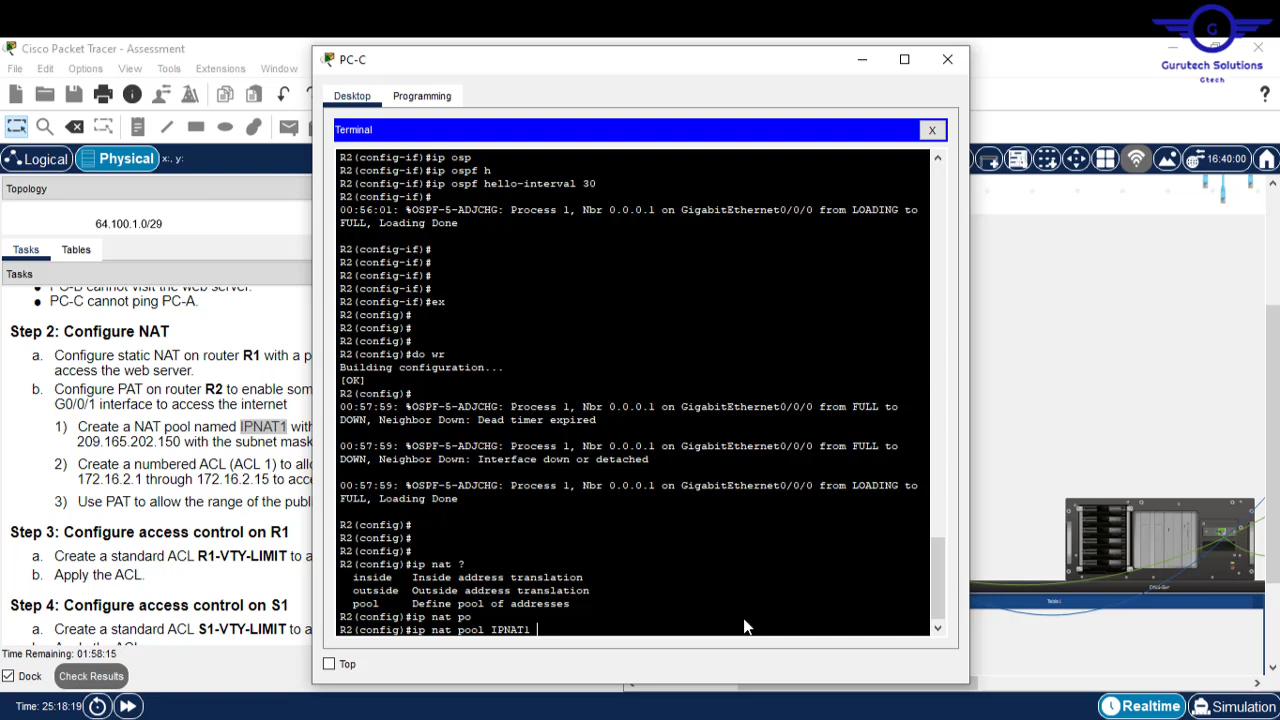 G
Gurutech Solutions
Gtech
Cisco Packet Tracer - Assessment
File Edit Options View Tools Extensions Window
Logical Physical x:, y:
16:40:00
Topology
64.100.1.0/29
Tasks Tables
Tasks
PC-B cannot visit the web server.
PC-C cannot ping PC-A.
Step 2: Configure NAT
a. Configure static NAT on router R1 with a p
access the web server.
b. Configure PAT on router R2 to enable som
G0/0/1 interface to access the internet
1) Create a NAT pool named IPNAT1 with
209.165.202.150 with the subnet mask
2) Create a numbered ACL (ACL 1) to allo
172.16.2.1 through 172.16.2.15 to acce
3) Use PAT to allow the range of the publ
Step 3: Configure access control on R1
a. Create a standard ACL R1-VTY-LIMIT to a
b. Apply the ACL.
Step 4: Configure access control on S1
a. Create a standard ACL S1-VTY-LIMIT to a
Time Remaining: 01:58:15
Dock Check Results
Time: 25:18:19
PC-C
Desktop Programming
Terminal
X
R2(config-if)#ip osp
R2(config-if)#ip ospf h
R2(config-if)#ip ospf hello-interval 30
R2(config-if)#
00:56:01: %OSPF-5-ADJCHG: Process 1, Nbr 0.0.0.1 on GigabitEthernet0/0/0 from LOADING to
FULL, Loading Done
R2(config-if)#
R2(config-if)#
R2(config-if)#
R2(config-if)#
R2(config-if)#ex
R2(config)#
R2(config)#
R2(config)#
R2(config)#do wr
Building configuration...
[OK]
R2(config)#
00:57:59: %OSPF-5-ADJCHG: Process 1, Nbr 0.0.0.1 on GigabitEthernet0/0/0 from FULL to
DOWN, Neighbor Down: Dead timer expired
00:57:59: %OSPF-5-ADJCHG: Process 1, Nbr 0.0.0.1 on GigabitEthernet0/0/0 from FULL to
DOWN, Neighbor Down: Interface down or detached
00:57:59: %OSPF-5-ADJCHG: Process 1, Nbr 0.0.0.1 on GigabitEthernet0/0/0 from LOADING to
FULL, Loading Done
R2(config)#
R2(config)#
R2(config)#
R2(config)#ip nat ?
inside Inside address translation
outside Outside address translation
pool Define pool of addresses
R2(config)#ip nat po
R2(config)#ip nat pool IPNAT1
Top
Realtime Simulation